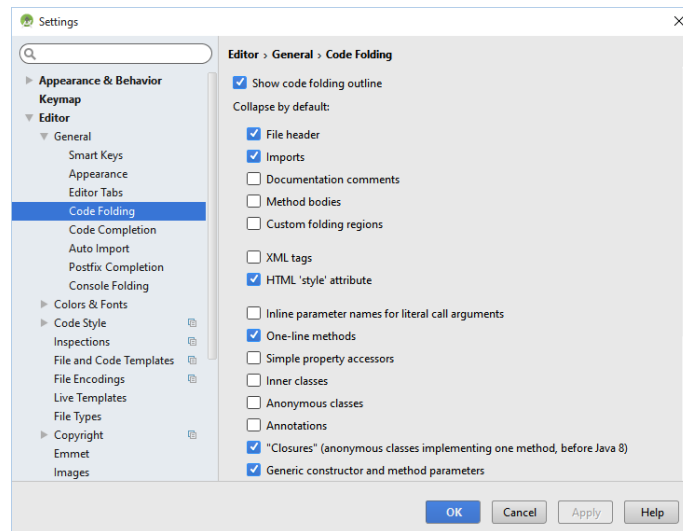 Settings
Editor › General › Code Folding
Appearance & Behavior
Keymap
Editor
General
Smart Keys
Appearance
Editor Tabs
Code Folding
Code Completion
Auto Import
Postfix Completion
Console Folding
Colors & Fonts
Code Style
Inspections
File and Code Templates
File Encodings
Live Templates
File Types
Copyright
Emmet
Images
Show code folding outline
Collapse by default:
File header
Imports
Documentation comments
Method bodies
Custom folding regions
XML tags
HTML 'style' attribute
Inline parameter names for literal call arguments
One-line methods
Simple property accessors
Inner classes
Anonymous classes
Annotations
"Closures" (anonymous classes implementing one method, before Java 8)
Generic constructor and method parameters
OK
Cancel
Apply
Help